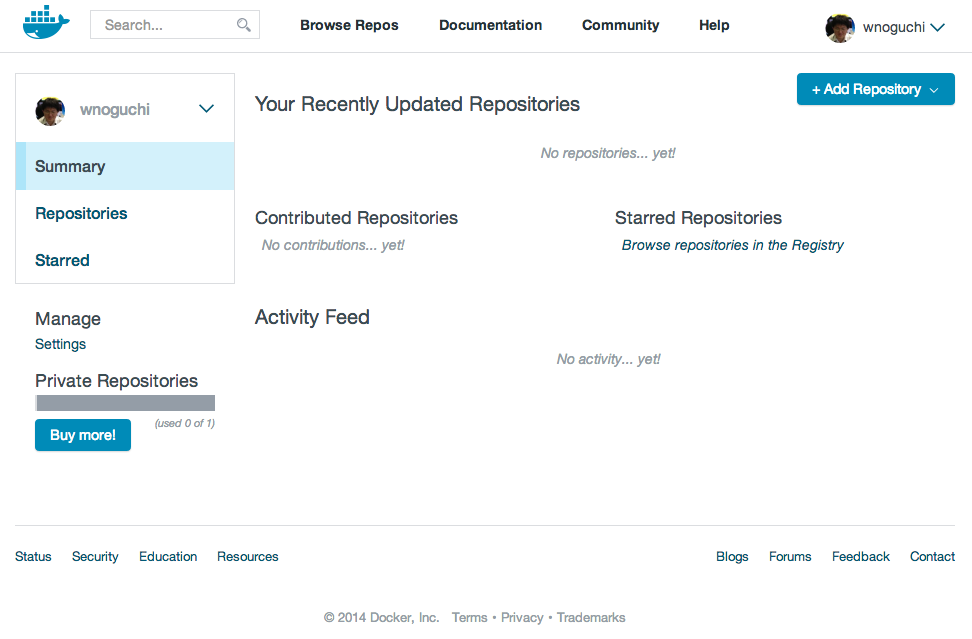 Search... Browse Repos Documentation Community Help wnoguchi
wnoguchi
Summary
Repositories
Starred
Manage
Settings
Private Repositories
(used 0 of 1)
Buy more!
Your Recently Updated Repositories
+ Add Repository
No repositories... yet!
Contributed Repositories
No contributions... yet!
Starred Repositories
Browse repositories in the Registry
Activity Feed
No activity... yet!
Status Security Education Resources Blogs Forums Feedback Contact
© 2014 Docker, Inc. Terms · Privacy · Trademarks